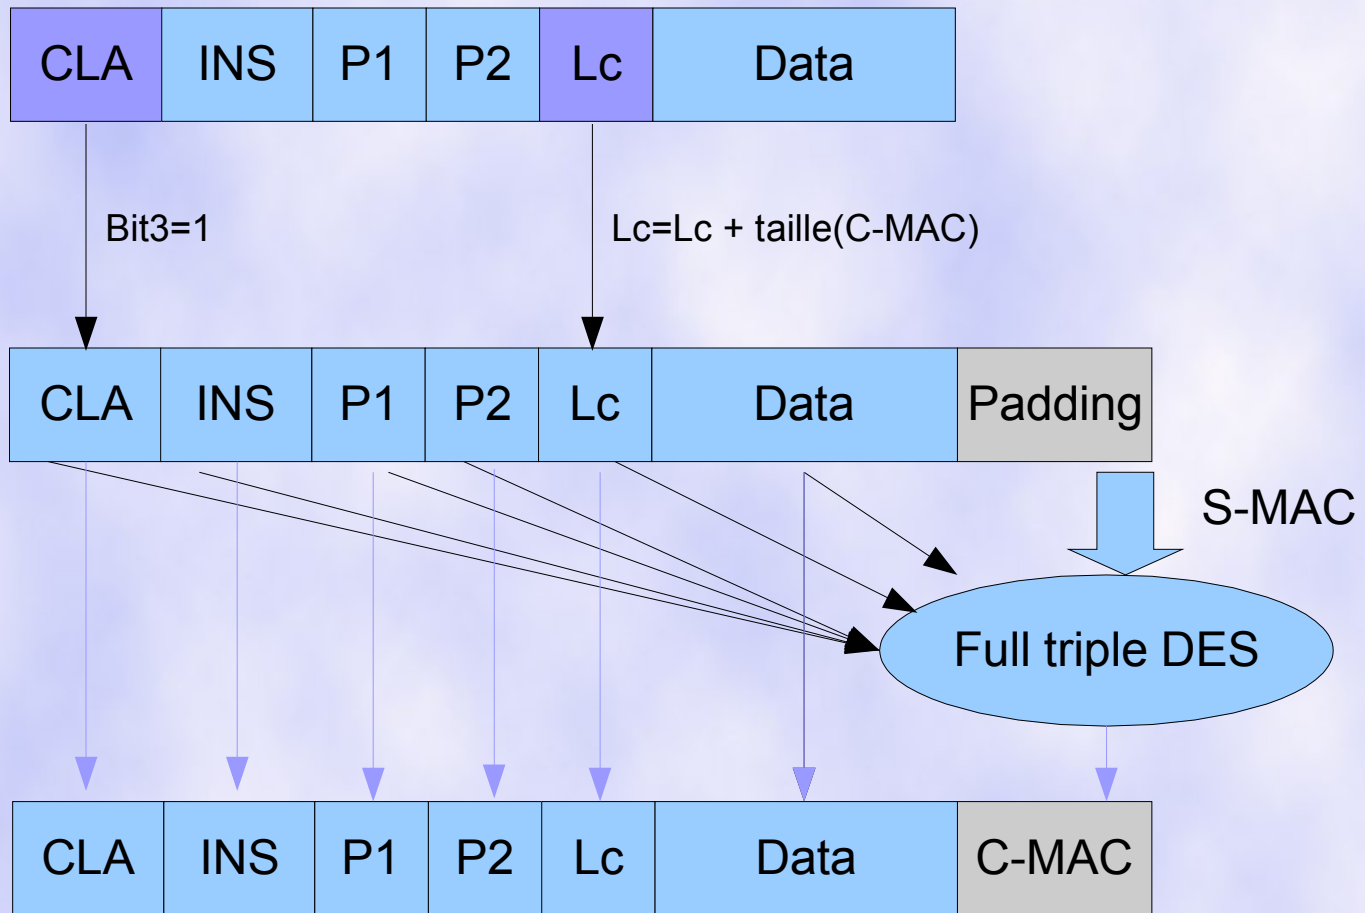 CLA INS P1 P2 Lc Data
Bit3=1 Lc=Lc + taille(C-MAC)
CLA INS P1 P2 Lc Data Padding
S-MAC
Full triple DES
CLA INS P1 P2 Lc Data C-MAC